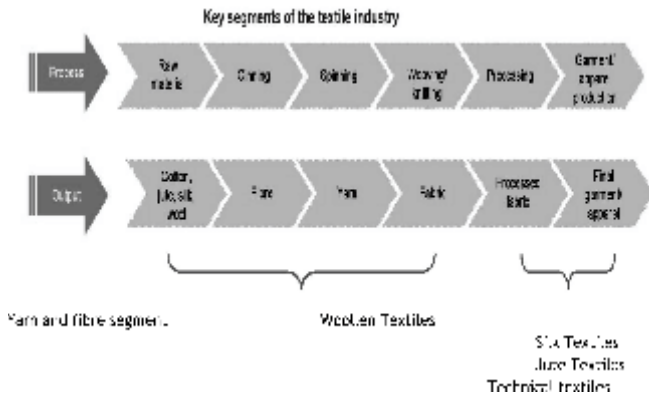 Key segments of the textile industry
Process
Raw
material
Ginning
Spinning
Weaving/
knitting
Processing
Garment/
apparel
production
Output
Cotton,
jute, silk,
wool
Fibre
Yarn
Fabric
Processed
fabric
Final
garment/
apparel
Yarn and fibre segment
Woollen Textiles
Silk Textiles
Jute Textiles
Technical textiles